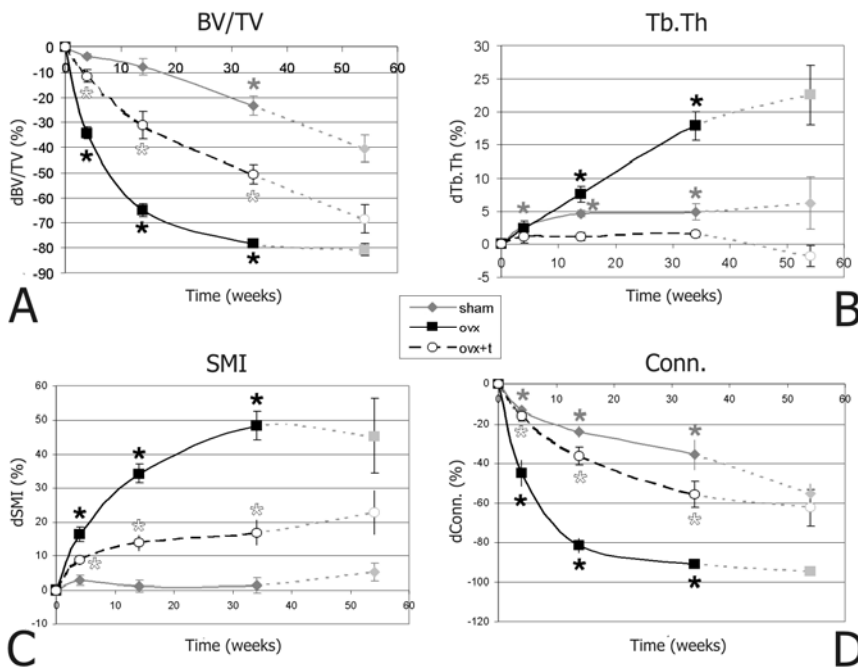 BV/TV
0
-10
-20
-30
-40
-50
-60
-70
-80
-90
0 10 20 30 40 50 60
dBV/TV (%)
Time (weeks)
A
Tb.Th
30
25
20
15
10
5
0
-5
0 10 20 30 40 50 60
dTb.Th (%)
Time (weeks)
B
sham
ovx
ovx+t
SMI
60
50
40
30
20
10
0
0 10 20 30 40 50 60
dSMI (%)
Time (weeks)
C
Conn.
0
-20
-40
-60
-80
-100
-120
0 10 20 30 40 50 60
dConn. (%)
Time (weeks)
D